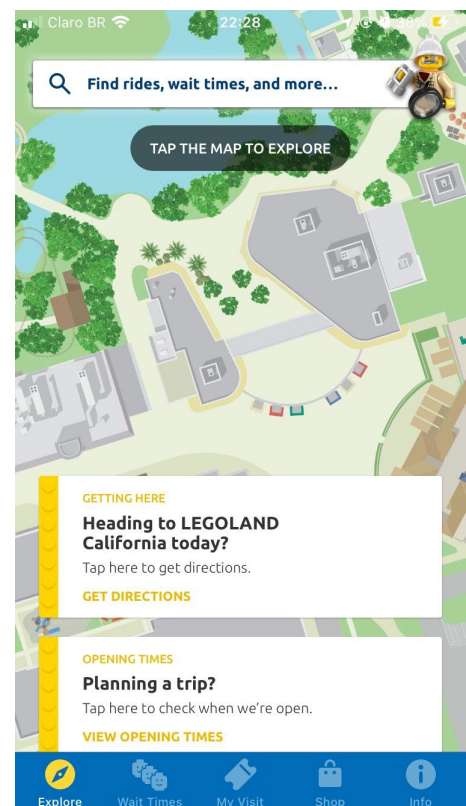 Claro BR
22:28
38%
Find rides, wait times, and more...
TAP THE MAP TO EXPLORE
GETTING HERE
Heading to LEGOLAND
California today?
Tap here to get directions.
GET DIRECTIONS
OPENING TIMES
Planning a trip?
Tap here to check when we're open.
VIEW OPENING TIMES
Explore
Wait Times
My Visit
Shop
Info